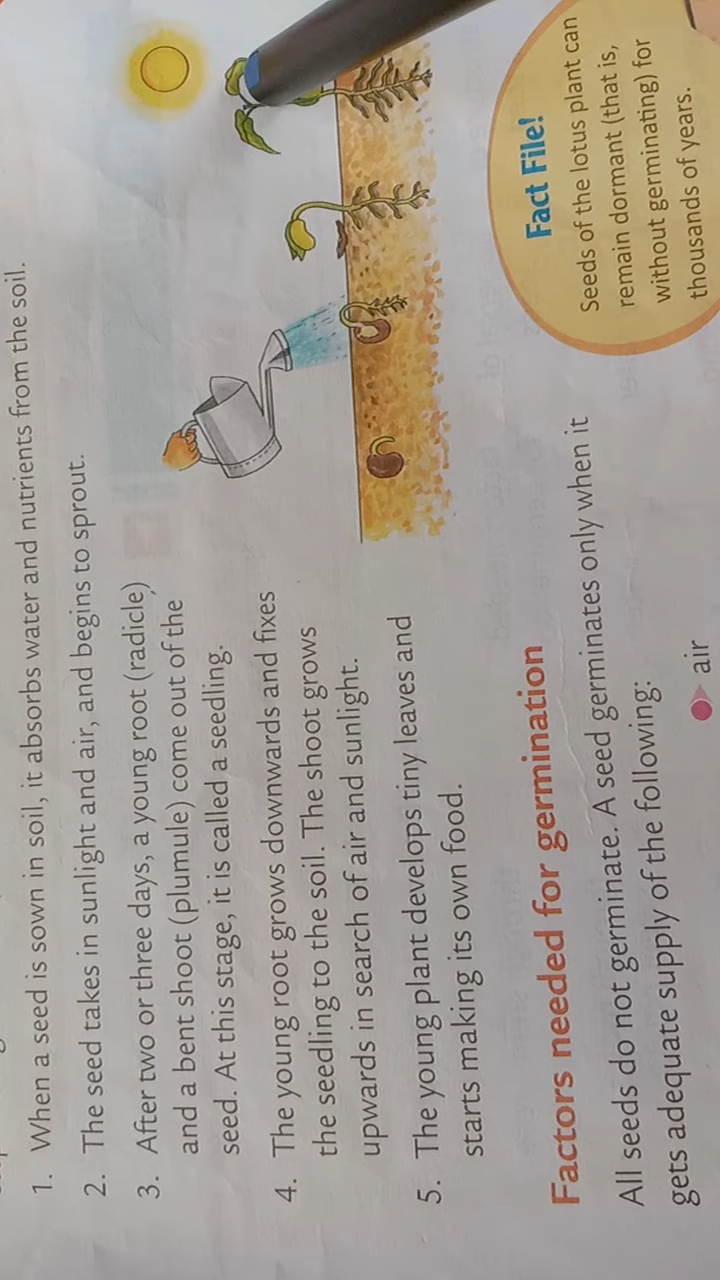 1. When a seed is sown in soil, it absorbs water and nutrients from the soil.
2. The seed takes in sunlight and air, and begins to sprout.
3. After two or three days, a young root (radicle)
and a bent shoot (plumule) come out of the
seed. At this stage, it is called a seedling.
4. The young root grows downwards and fixes
the seedling to the soil. The shoot grows
upwards in search of air and sunlight.
5. The young plant develops tiny leaves and
starts making its own food.
Factors needed for germination
All seeds do not germinate. A seed germinates only when it
gets adequate supply of the following:
air
Fact File!
Seeds of the lotus plant can
remain dormant (that is,
without germinating) for
thousands of years.